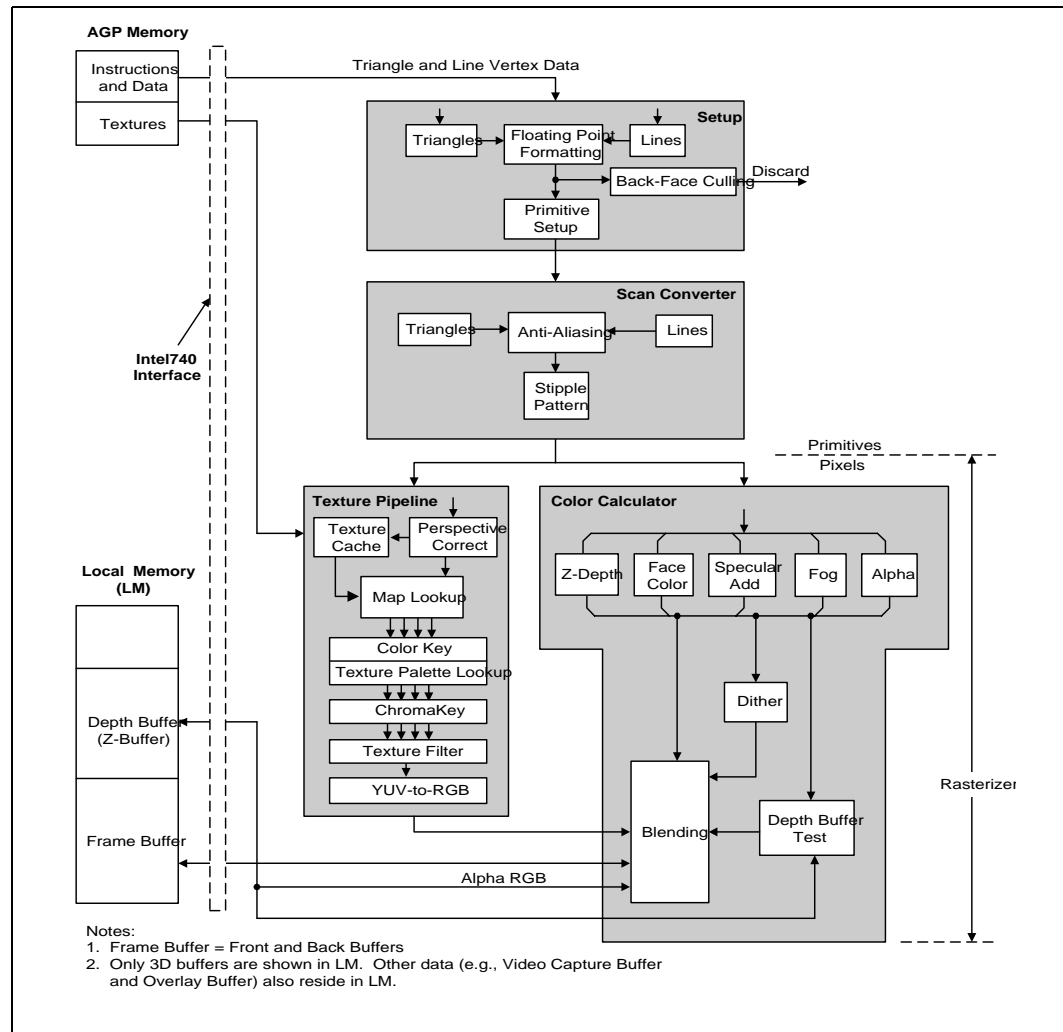 AGP Memory
Instructions
and Data
Textures
Triangle and Line Vertex Data
Setup
Triangles
Floating Point
Formatting
Lines
Back-Face Culling
Discard
Primitive
Setup
Scan Converter
Triangles
Anti-Aliasing
Lines
Stipple
Pattern
Intel740
Interface
Primitives
Pixels
Texture Pipeline
Texture
Cache
Perspective
Correct
Map Lookup
Color Key
Texture Palette Lookup
ChromaKey
Texture Filter
YUV-to-RGB
Color Calculator
Z-Depth
Face
Color
Specular
Add
Fog
Alpha
Dither
Blending
Depth Buffer
Test
Rasterizer
Local Memory
(LM)
Depth Buffer
(Z-Buffer)
Frame Buffer
Alpha RGB
Notes:
1. Frame Buffer = Front and Back Buffers
2. Only 3D buffers are shown in LM. Other data (e.g., Video Capture Buffer
and Overlay Buffer) also reside in LM.